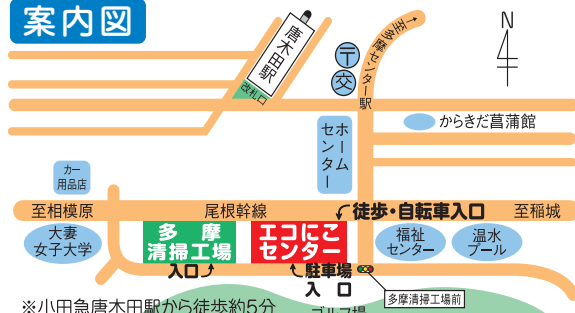 案内図
N
唐木田駅
改札口
〒
交
↑至多摩センター駅
からきだ菖蒲館
ホーム
センター
カー
用品店
至相模原
尾根幹線
徒歩・自転車入口
至稲城
大妻
女子大学
多摩
清掃工場
エコにこ
センター
福祉
センター
温水
プール
入口
駐車場
入口
多摩清掃工場前
※小田急唐木田駅から徒歩約5分
ゴルフ場